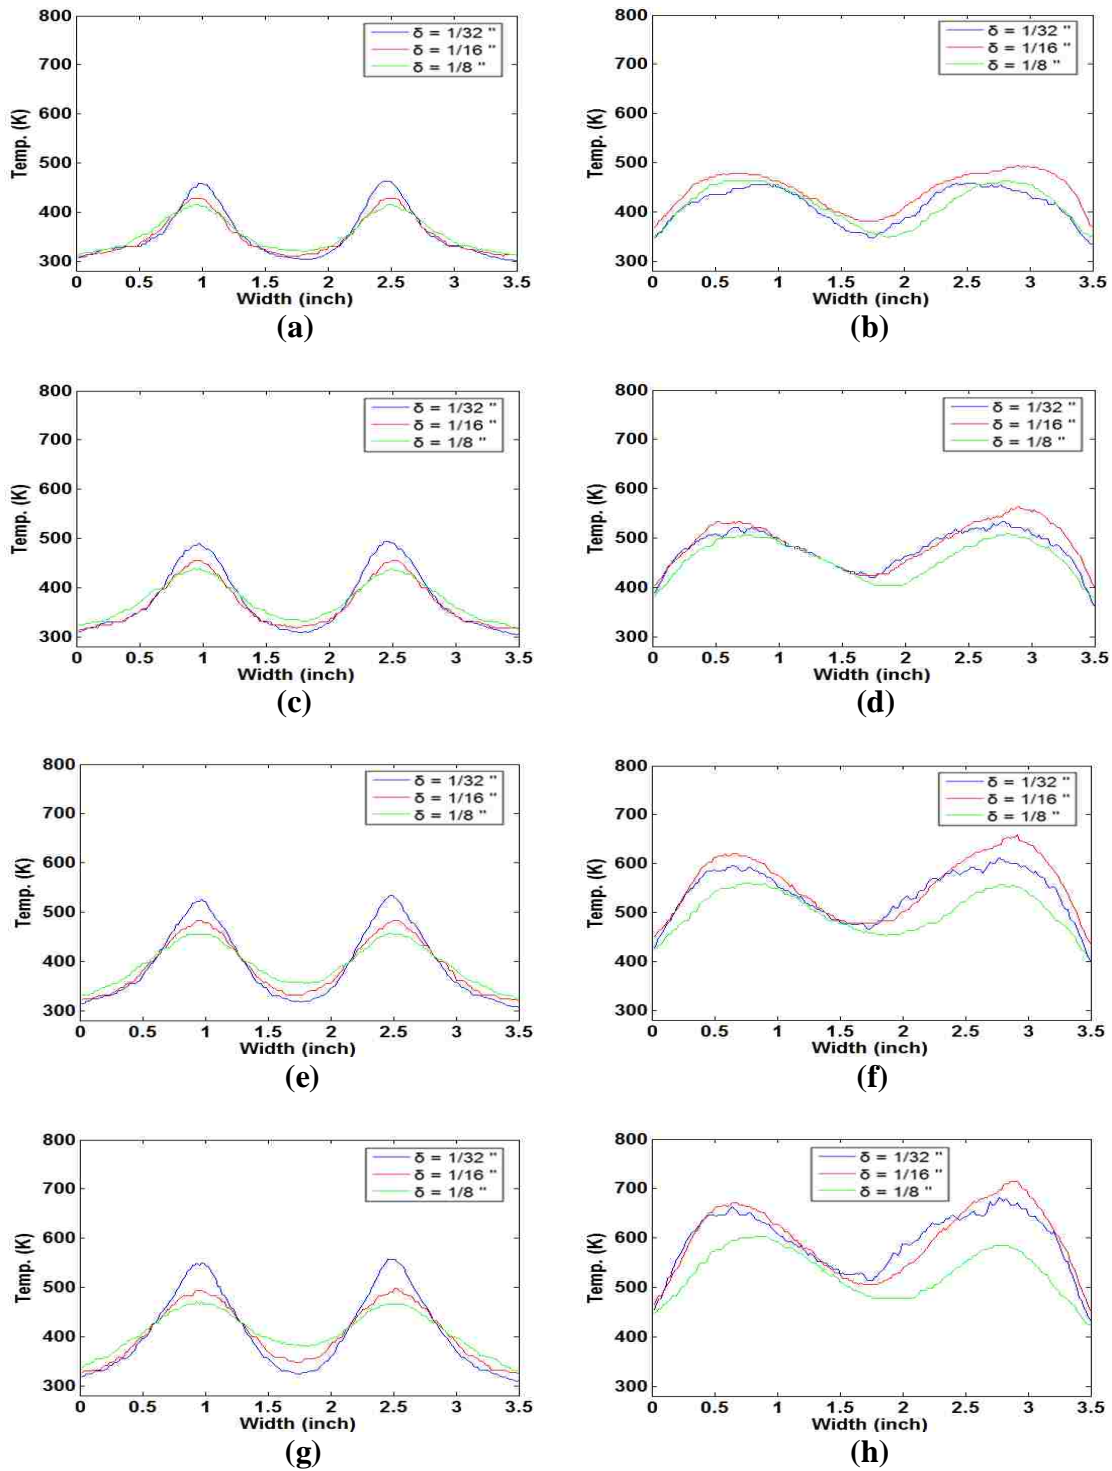 800
700
600
500
400
300
Temp. (K)
δ = 1/32 "
δ = 1/16 "
δ = 1/8 "
0 0.5 1 1.5 2 2.5 3 3.5
Width (inch)
(a)
800
700
600
500
400
300
Temp. (K)
δ = 1/32 "
δ = 1/16 "
δ = 1/8 "
0 0.5 1 1.5 2 2.5 3 3.5
Width (inch)
(b)
800
700
600
500
400
300
Temp. (K)
δ = 1/32 "
δ = 1/16 "
δ = 1/8 "
0 0.5 1 1.5 2 2.5 3 3.5
Width (inch)
(c)
800
700
600
500
400
300
Temp. (K)
δ = 1/32 "
δ = 1/16 "
δ = 1/8 "
0 0.5 1 1.5 2 2.5 3 3.5
Width (inch)
(d)
800
700
600
500
400
300
Temp. (K)
δ = 1/32 "
δ = 1/16 "
δ = 1/8 "
0 0.5 1 1.5 2 2.5 3 3.5
Width (inch)
(e)
800
700
600
500
400
300
Temp. (K)
δ = 1/32 "
δ = 1/16 "
δ = 1/8 "
0 0.5 1 1.5 2 2.5 3 3.5
Width (inch)
(f)
800
700
600
500
400
300
Temp. (K)
δ = 1/32 "
δ = 1/16 "
δ = 1/8 "
0 0.5 1 1.5 2 2.5 3 3.5
Width (inch)
(g)
800
700
600
500
400
300
Temp. (K)
δ = 1/32 "
δ = 1/16 "
δ = 1/8 "
0 0.5 1 1.5 2 2.5 3 3.5
Width (inch)
(h)